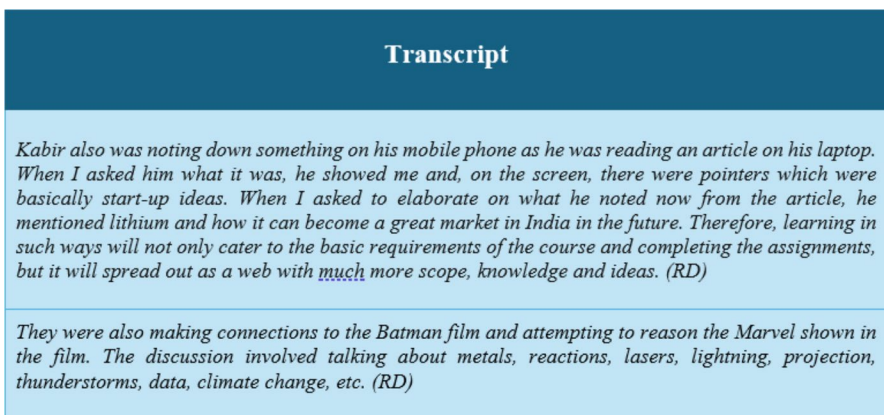 Transcript
Kabir also was noting down something on his mobile phone as he was reading an article on his laptop.
When I asked him what it was, he showed me and, on the screen, there were pointers which were
basically start-up ideas. When I asked to elaborate on what he noted now from the article, he
mentioned lithium and how it can become a great market in India in the future. Therefore, learning in
such ways will not only cater to the basic requirements of the course and completing the assignments,
but it will spread out as a web with much more scope, knowledge and ideas. (RD)
They were also making connections to the Batman film and attempting to reason the Marvel shown in
the film. The discussion involved talking about metals, reactions, lasers, lightning, projection,
thunderstorms, data, climate change, etc. (RD)